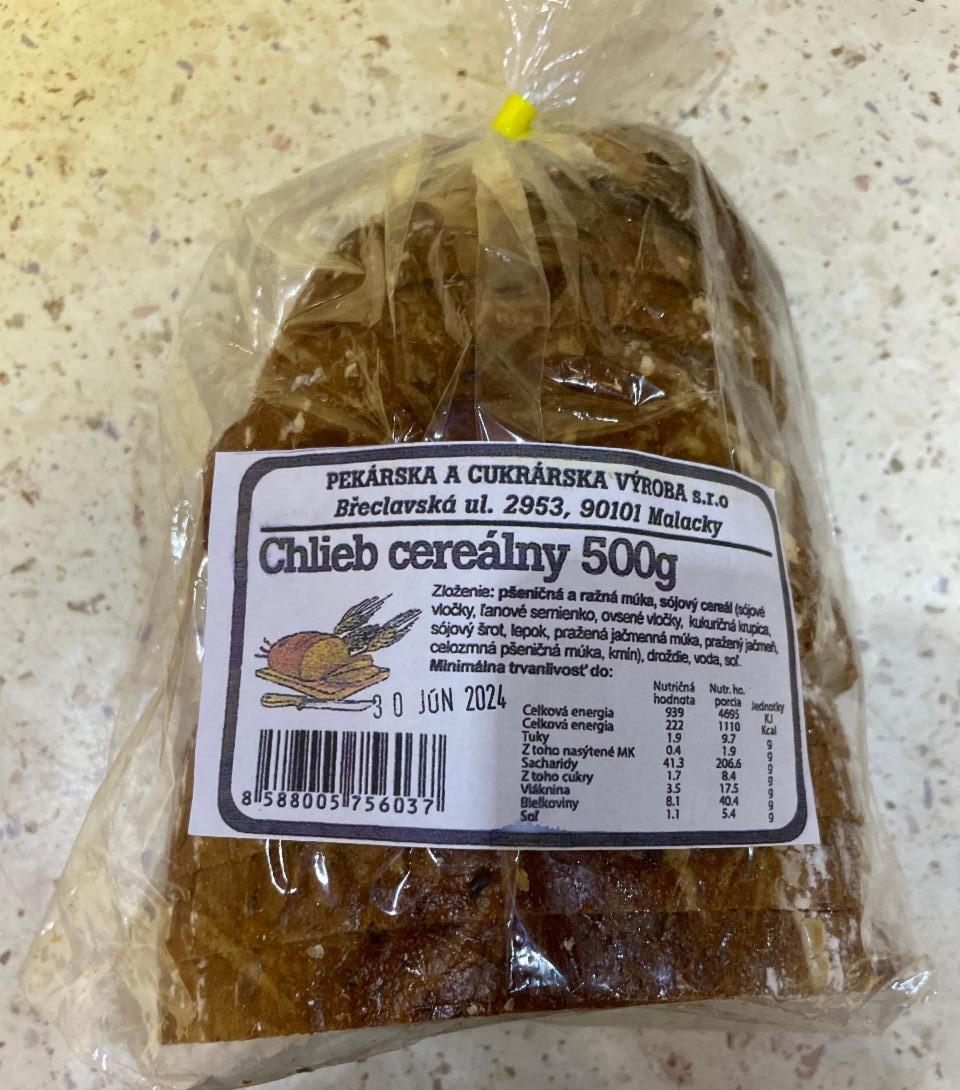 PEKÁRSKA A CUKRÁRSKA VÝROBA s.r.o
Břeclavská ul. 2953, 90101 Malacky
Chlieb cereálny 500g
Zloženie: pšeničná a ražná múka, sójový cereál (sójové
vločky, ľanové semienko, ovsené vločky, kukuričná krupica,
sójový šrot, lepok, pražená jačmenná múka, pražený jačmeň,
celozrnná pšeničná múka, kmín), droždie, voda, soľ.
Minimálna trvanlivosť do:
30 JÚN 2024
Nutričná hodnota Nutr. ho. porcia Jednotky
Celková energia 939 4695 KJ
Celková energia 222 1110 Kcal
Tuky 1.9 9.7 g
Z toho nasýtené MK 0.4 1.9 g
Sacharidy 41.3 206.6 g
Z toho cukry 1.7 8.4 g
Vláknina 3.5 17.5 g
Bielkoviny 8.1 40.4 g
Soľ 1.1 5.4 g
8 588005 756037